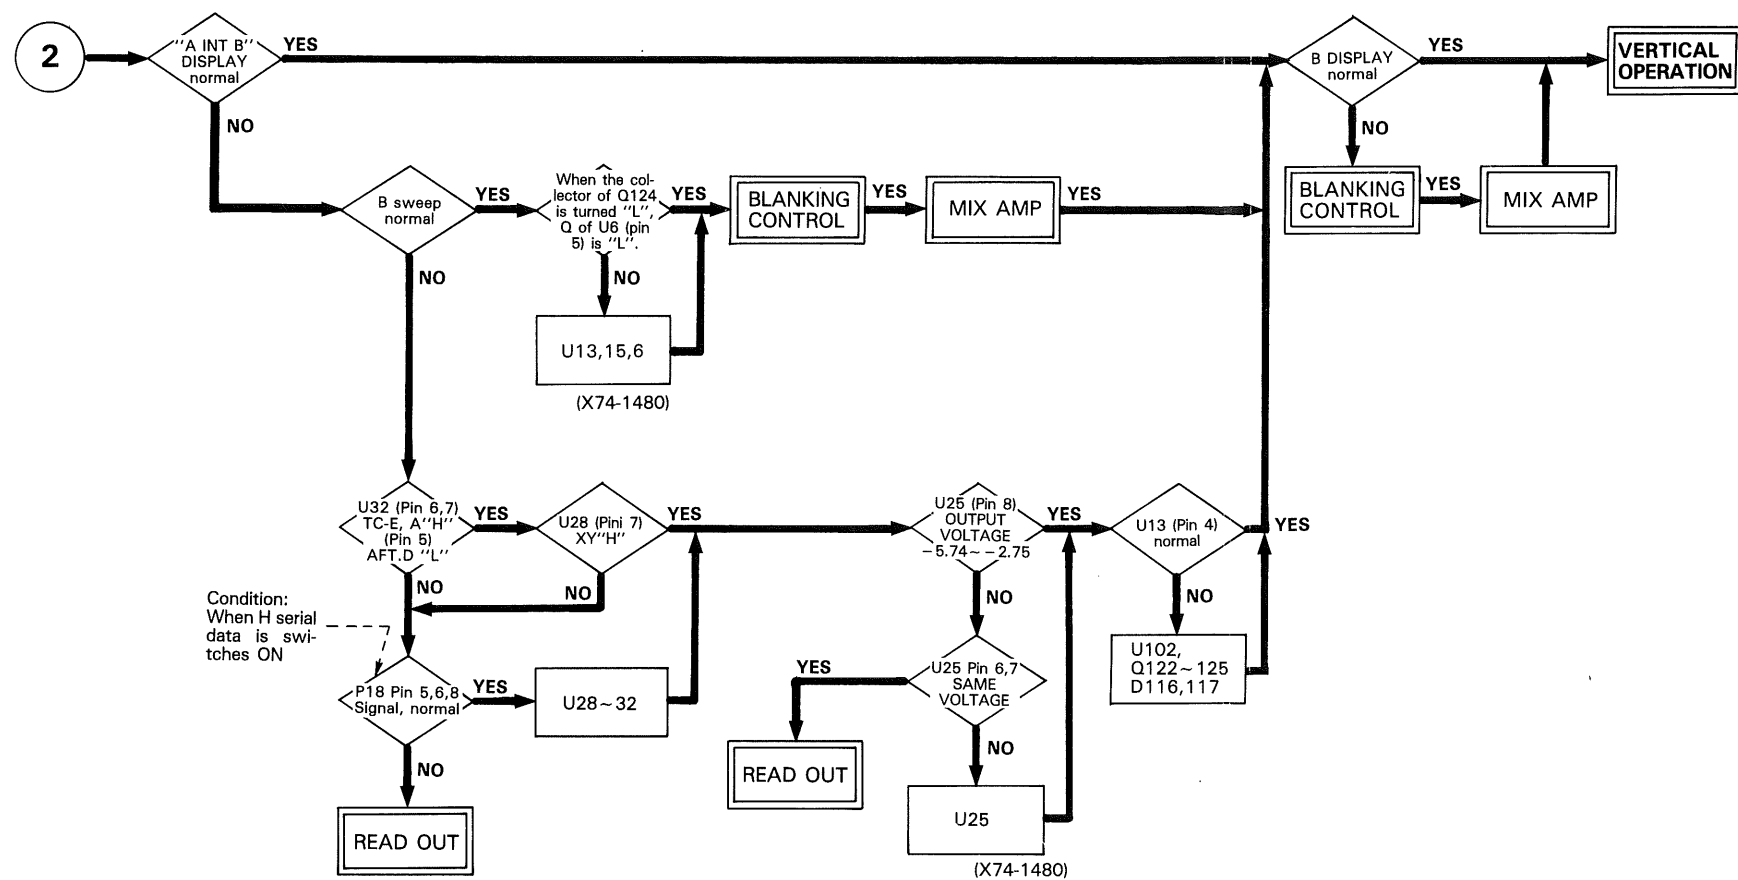 2
"A INT B"
DISPLAY
normal
YES
NO
B DISPLAY
normal
YES
NO
VERTICAL
OPERATION
BLANKING
CONTROL
YES
MIX AMP
B sweep
normal
YES
NO
When the col-
lector of Q124
is turned "L",
Q of U6 (pin
5) is "L".
YES
NO
BLANKING
CONTROL
YES
MIX AMP
YES
U13,15,6
(X74-1480)
U32 (Pin 6,7)
TC-E, A"H"
(Pin 5)
AFT.D "L"
YES
NO
U28 (Pini 7)
XY"H"
YES
NO
U25 (Pin 8)
OUTPUT
VOLTAGE
−5.74~−2.75
YES
NO
U13 (Pin 4)
normal
YES
NO
Condition:
When H serial
data is swi-
tches ON
P18 Pin 5,6,8
Signal, normal
YES
NO
U28~32
READ OUT
U25 Pin 6,7
SAME
VOLTAGE
YES
NO
READ OUT
U25
(X74-1480)
U102,
Q122~125
D116,117